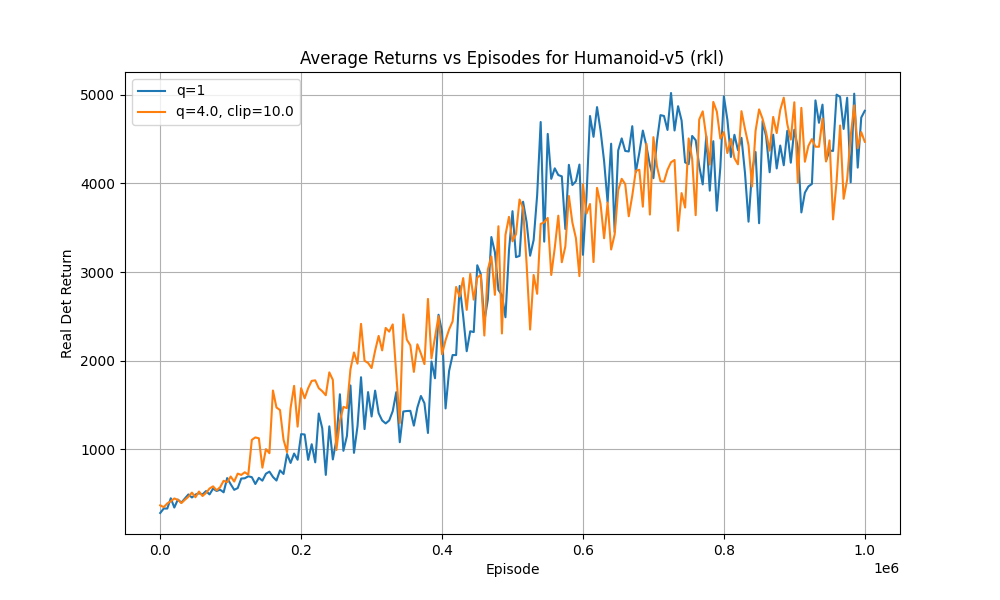 Average Returns vs Episodes for Humanoid-v5 (rkl)
q=1
q=4.0, clip=10.0
Real Det Return
5000
4000
3000
2000
1000
0.0 0.2 0.4 0.6 0.8 1.0
1e6
Episode